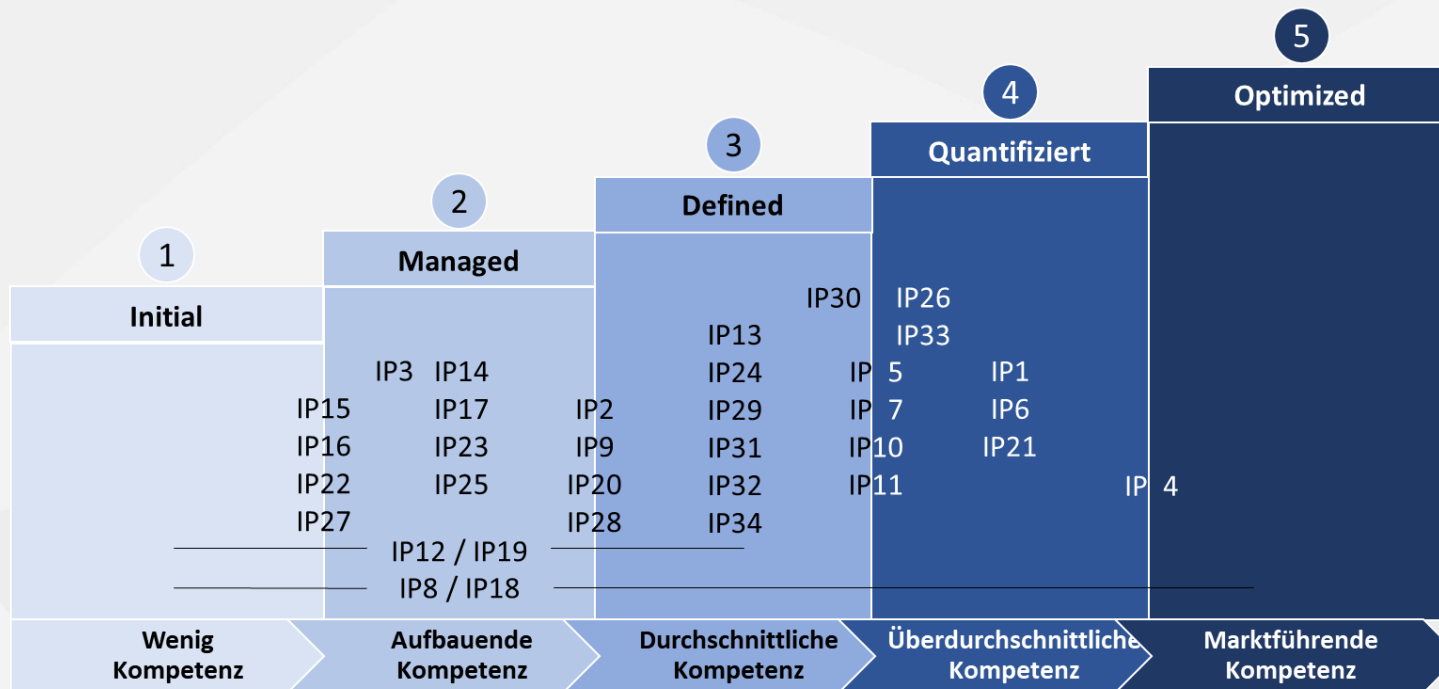 5
Optimized
4
Quantifiziert
3
Defined
2
Managed
1
Initial
IP30 IP26
IP13 IP33
IP3 IP14 IP24 IP 5 IP1
IP15 IP17 IP2 IP29 IP 7 IP6
IP16 IP23 IP9 IP31 IP10 IP21
IP22 IP25 IP20 IP32 IP11 IP 4
IP27 IP28 IP34
IP12 / IP19
IP8 / IP18
Wenig
Kompetenz
Aufbauende
Kompetenz
Durchschnittliche
Kompetenz
Überdurchschnittliche
Kompetenz
Marktführende
Kompetenz